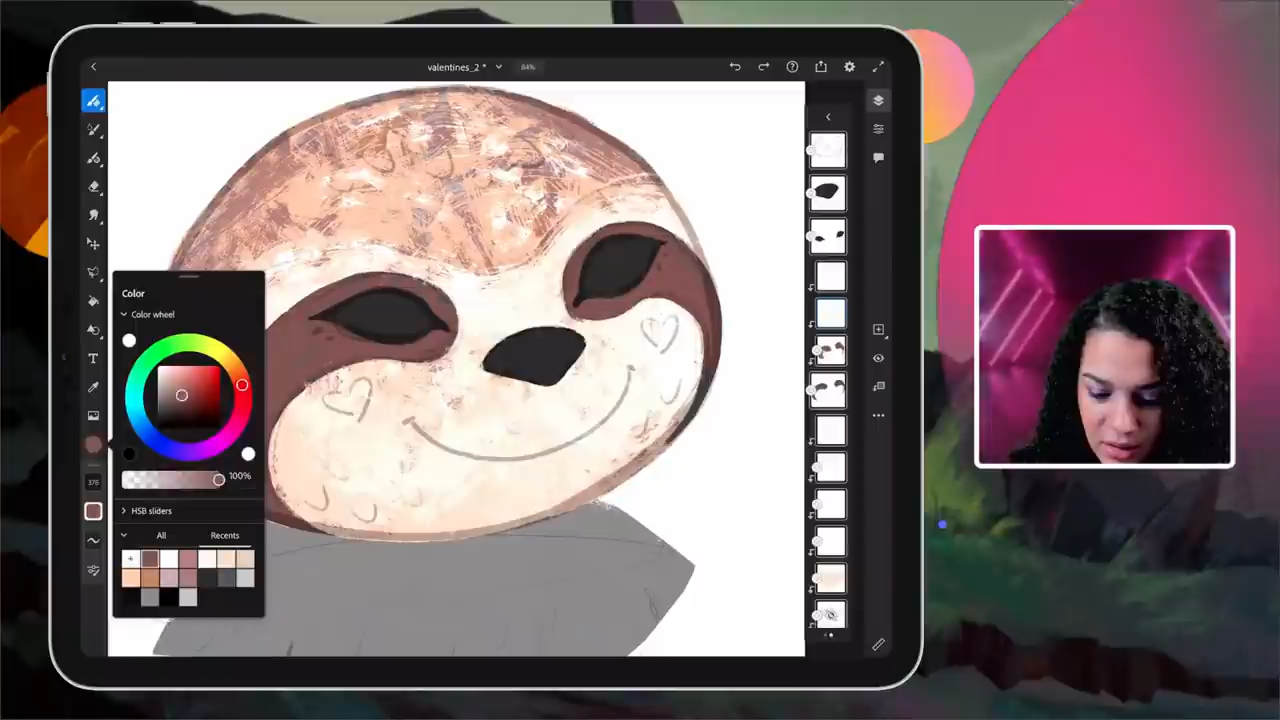 valentines_2 *
84%
Color
Color wheel
100%
HSB sliders
All
Recents
378
T